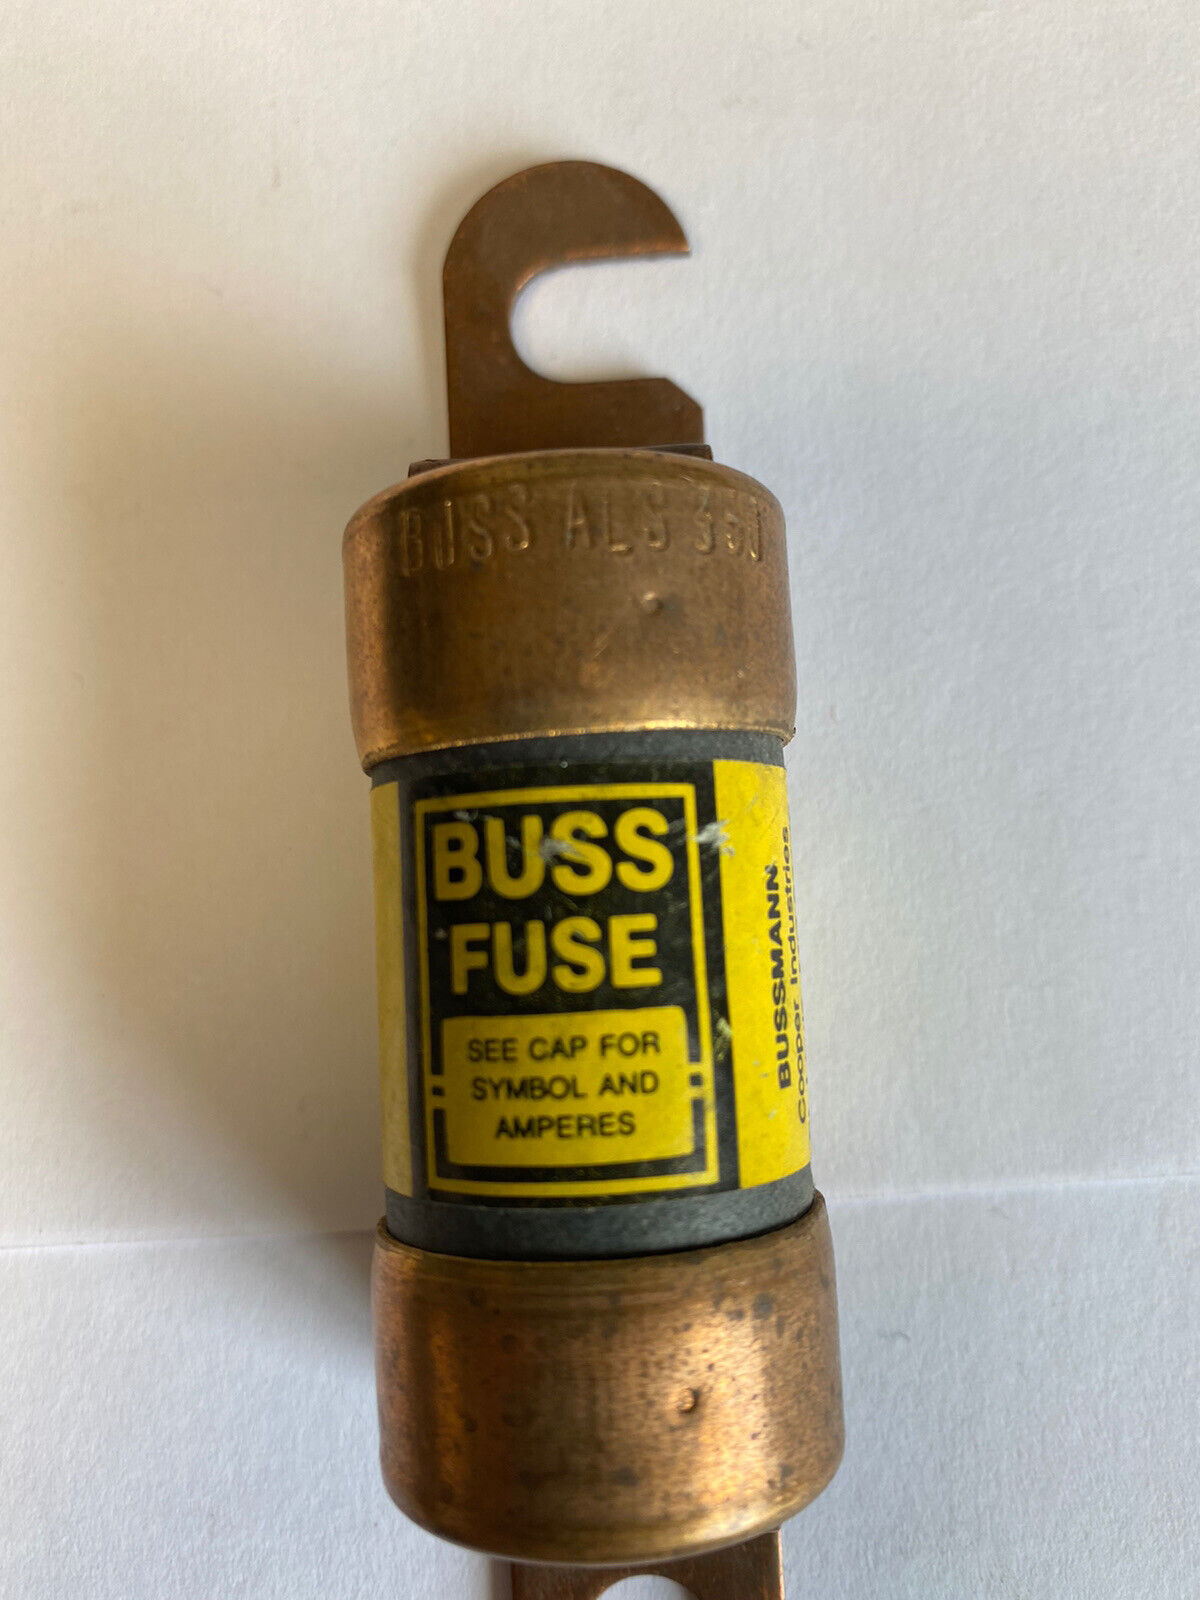 BUSS ALS 350
BUSS
FUSE
SEE CAP FOR
SYMBOL AND
AMPERES
BUSSMANN
Cooper Industries